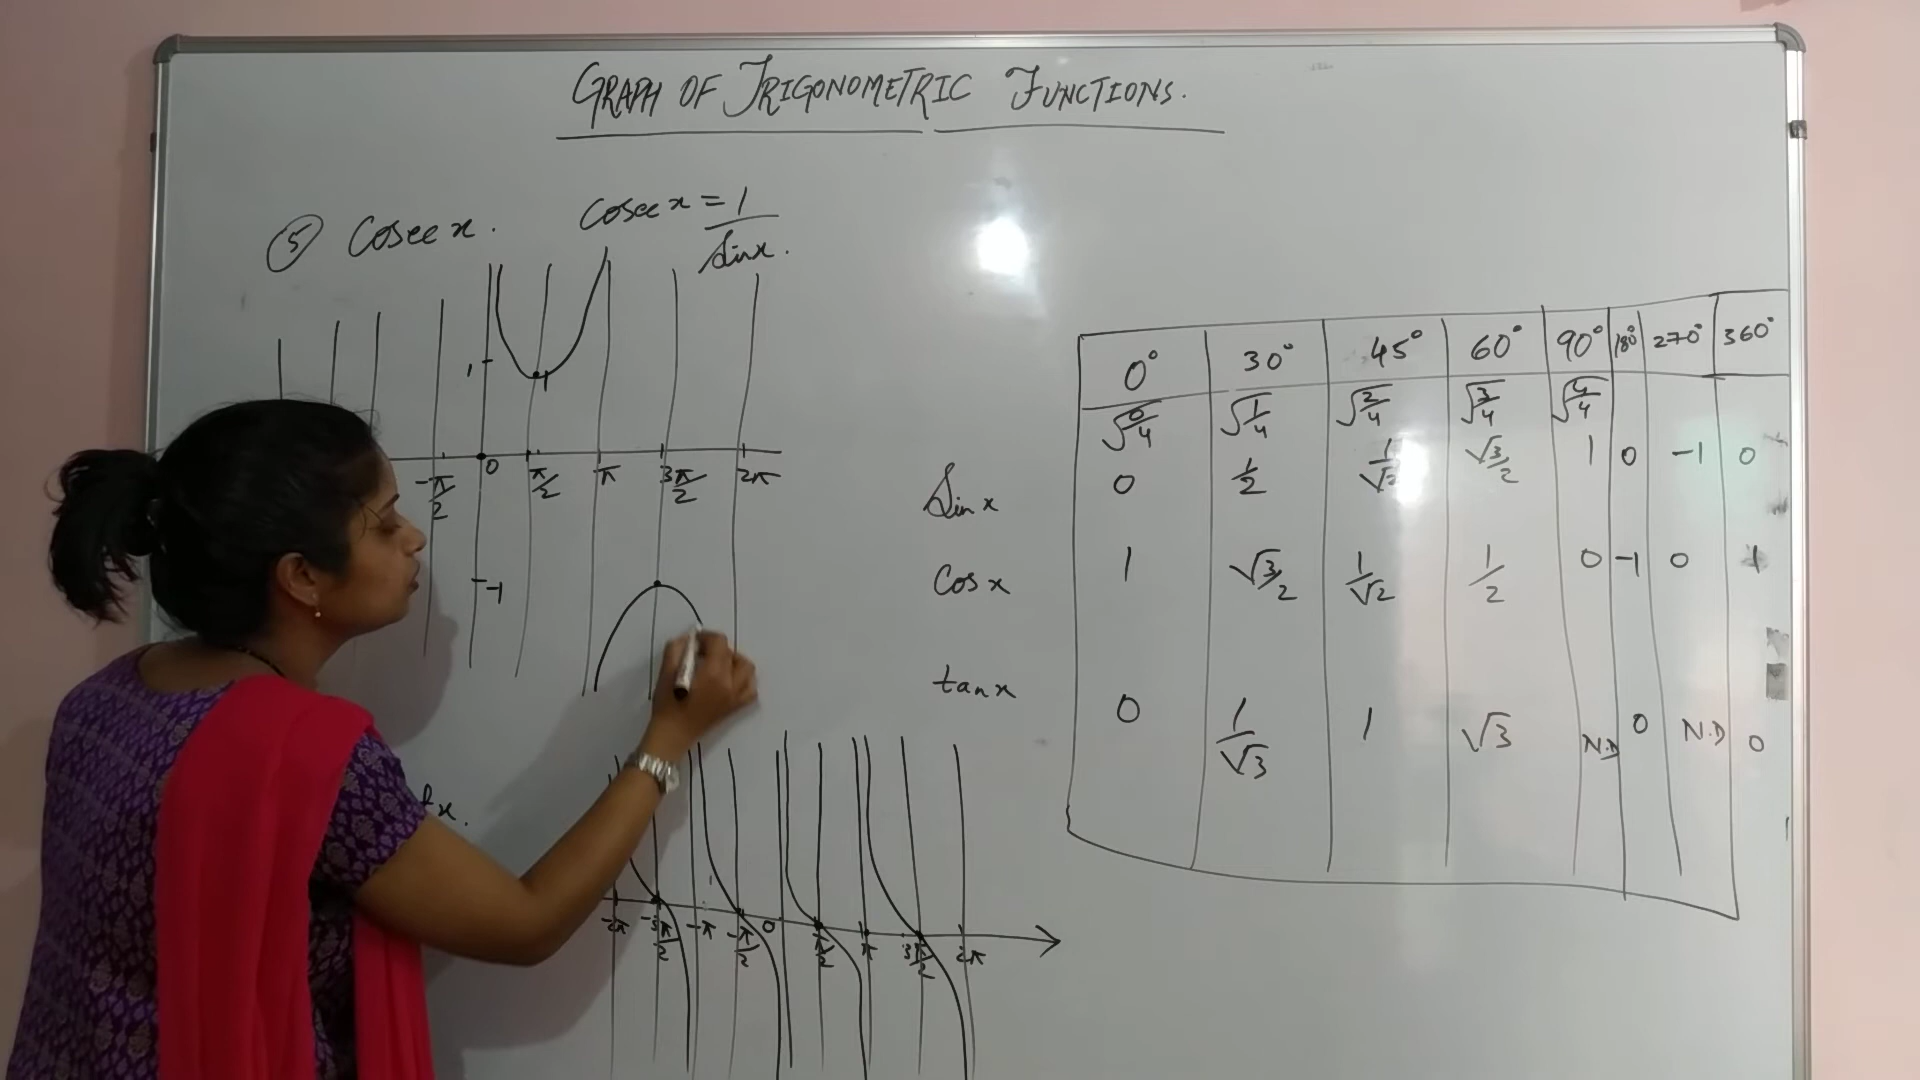 GRAPH OF TRIGONOMETRIC FUNCTIONS.
⑤ Cosec x. Cosec x = 1/Sin x.
1 1
-π/2 0 π/2 π 3π/2 2π
-1
0° 30° 45° 60° 90° 180° 270° 360°
√0/4 √1/4 √2/4 √3/4 √4/4
Sin x 0 1/2 1/√2 √3/2 1 0 -1 0
Cos x 1 √3/2 1/√2 1/2 0 -1 0 1
tan x 0 1/√3 1 √3 N.D 0 N.D 0
x.
-2π -3π/2 -π -π/2 0 π/2 π 3π/2 2π